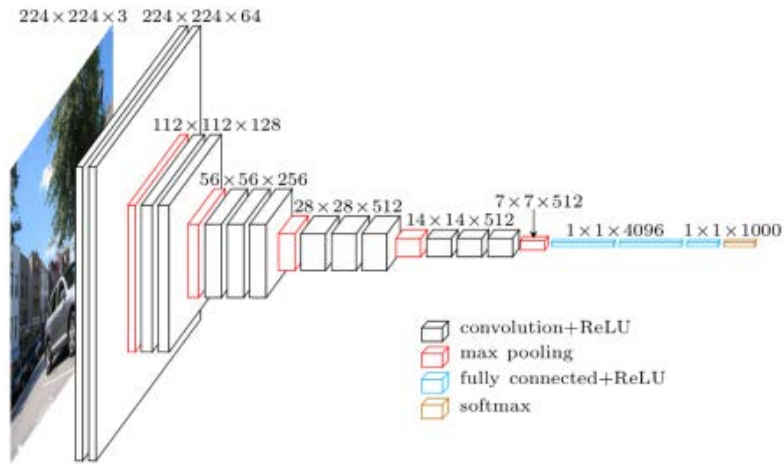 224×224×3
224×224×64
112×112×128
56×56×256
28×28×512
14×14×512
7×7×512
1×1×4096
1×1×1000
convolution+ReLU
max pooling
fully connected+ReLU
softmax